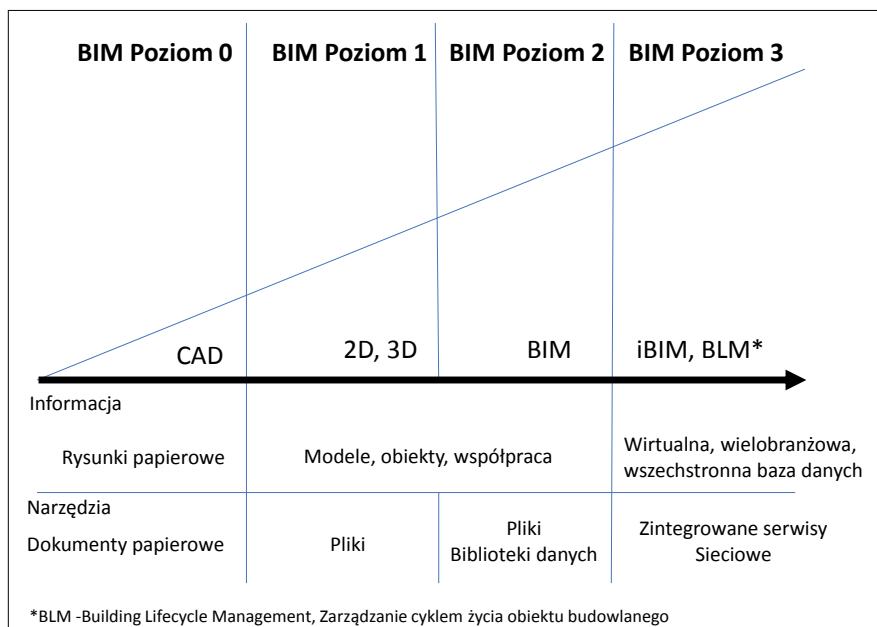 BIM Poziom 0
BIM Poziom 1
BIM Poziom 2
BIM Poziom 3
CAD
2D, 3D
BIM
iBIM, BLM*
Informacja
Rysunki papierowe
Modele, obiekty, współpraca
Wirtualna, wielobranżowa,
wszechstronna baza danych
Narzędzia
Dokumenty papierowe
Pliki
Pliki
Biblioteki danych
Zintegrowane serwisy
Sieciowe
*BLM -Building Lifecycle Management, Zarządzanie cyklem życia obiektu budowlanego